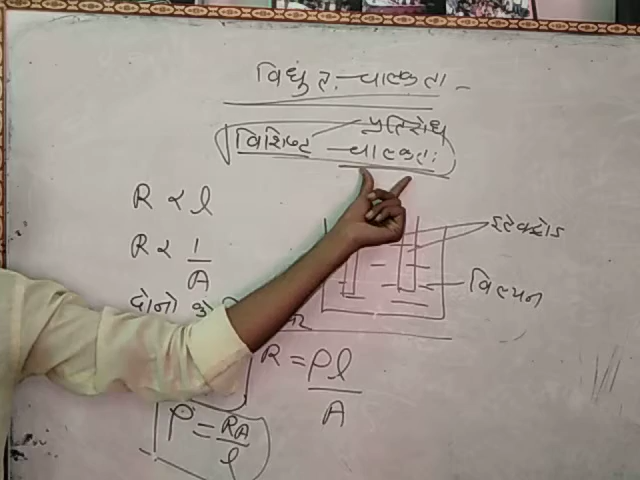 विधुत चालकता
प्रतिरोध
विशिष्ट चालकता:
R ∝ l
R ∝ 1/A
इलेक्ट्रोड
विलयन
दोनो को
R = ρl/A
ρ = RA/l